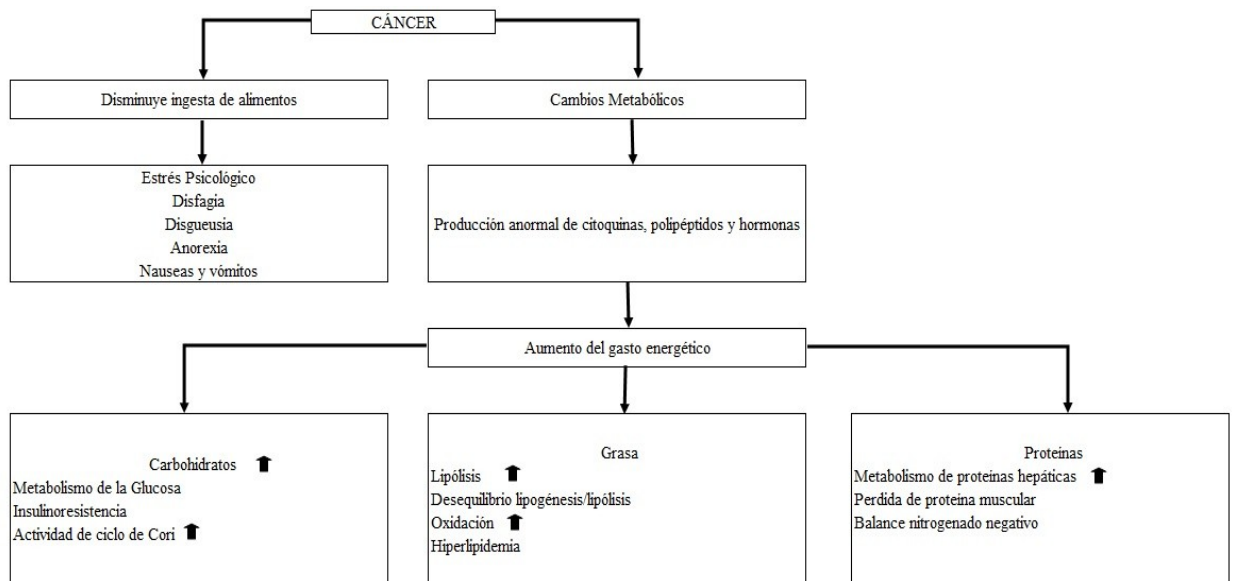 CÁNCER
Disminuye ingesta de alimentos
Cambios Metabólicos
Estrés Psicológico
Disfagia
Disgueusia
Anorexia
Nauseas y vómitos
Producción anormal de citoquinas, polipéptidos y hormonas
Aumento del gasto energético
Carbohidratos
Metabolismo de la Glucosa
Insulinoresistencia
Actividad de ciclo de Cori
Grasa
Lipólisis
Desequilibrio lipogénesis/lipólisis
Oxidación
Hiperlipidemia
Proteinas
Metabolismo de proteinas hepáticas
Perdida de proteina muscular
Balance nitrogenado negativo